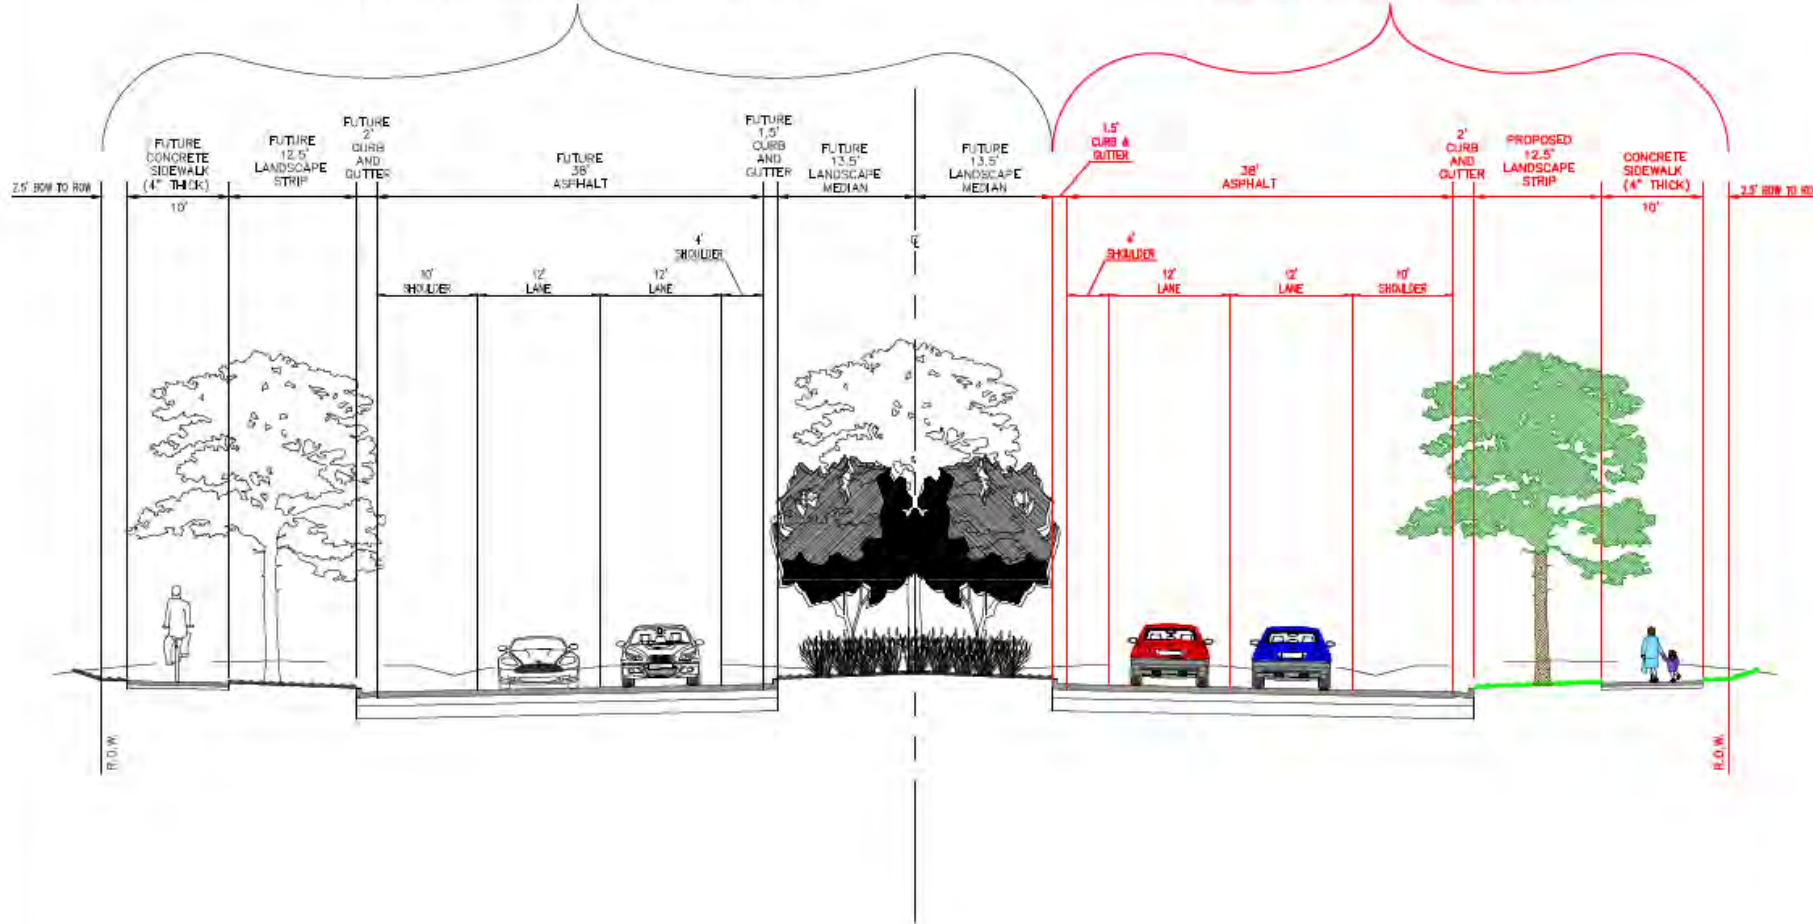 2.5' ROW TO ROW
FUTURE
CONCRETE
SIDEWALK
(4" THICK)
10'
FUTURE
12.5'
LANDSCAPE
STRIP
FUTURE
2'
CURB
AND
GUTTER
FUTURE
38'
ASPHALT
FUTURE
1.5'
CURB
AND
GUTTER
FUTURE
13.5'
LANDSCAPE
MEDIAN
FUTURE
13.5'
LANDSCAPE
MEDIAN
1.5'
CURB &
GUTTER
38'
ASPHALT
2'
CURB
AND
GUTTER
PROPOSED
12.5'
LANDSCAPE
STRIP
CONCRETE
SIDEWALK
(4" THICK)
10'
2.5' ROW TO RO
10'
SHOULDER
12'
LANE
12'
LANE
4'
SHOULDER
℄
4'
SHOULDER
12'
LANE
12'
LANE
10'
SHOULDER
R.O.W.
R.O.W.